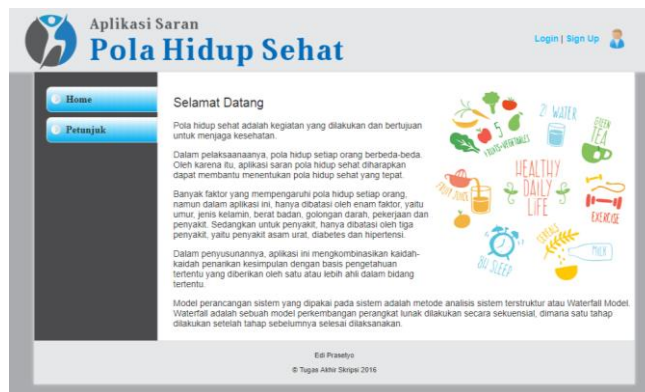 Aplikasi Saran
Pola Hidup Sehat
Login | Sign Up
Home
Petunjuk
Selamat Datang
Pola hidup sehat adalah kegiatan yang dilakukan dan bertujuan
untuk menjaga kesehatan.
Dalam pelaksanaanya, pola hidup setiap orang berbeda-beda.
Oleh karena itu, aplikasi saran pola hidup sehat diharapkan
dapat membantu menentukan pola hidup sehat yang tepat.
Banyak faktor yang mempengaruhi pola hidup setiap orang,
namun dalam aplikasi ini, hanya dibatasi oleh enam faktor, yaitu
umur, jenis kelamin, berat badan, golongan darah, pekerjaan dan
penyakit. Sedangkan untuk penyakit, hanya dibatasi oleh tiga
penyakit, yaitu penyakit asam urat, diabetes dan hipertensi.
Dalam penyusunannya, aplikasi ini mengkombinasikan kaidah-
kaidah penarikan kesimpulan dengan basis pengetahuan
tertentu yang diberikan oleh satu atau lebih ahli dalam bidang
tertentu.
Model perancangan sistem yang dipakai pada sistem adalah metode analisis sistem terstruktur atau Waterfall Model.
Waterfall adalah sebuah model perkembangan perangkat lunak dilakukan secara sekuensial, dimana satu tahap
dilakukan setelah tahap sebelumnya selesai dilaksanakan.
5
FRUITS+VEGETABLES
2l WATER
GREEN
TEA
FRUIT JUICE
HEALTHY
DAILY
LIFE
EXERCISE
8U SLEEP
CEREALS
MILK
Edi Prasetyo
© Tugas Akhir Skripsi 2016